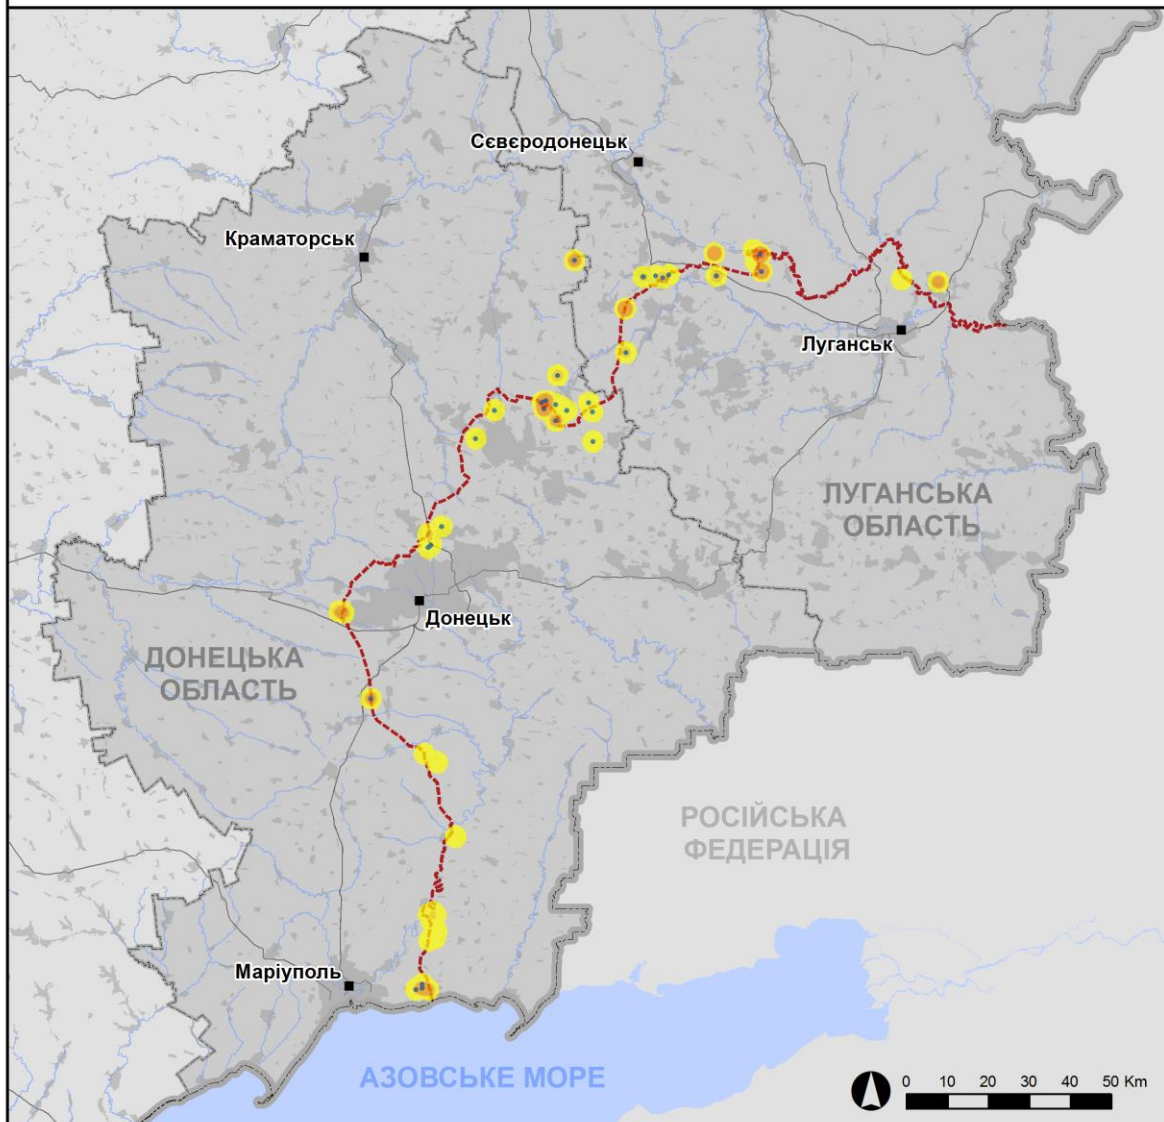 Сєвєродонецьк
Краматорськ
Луганськ
ЛУГАНСЬКА
ОБЛАСТЬ
Донецьк
ДОНЕЦЬКА
ОБЛАСТЬ
РОСІЙСЬКА
ФЕДЕРАЦІЯ
Маріуполь
АЗОВСЬКЕ МОРЕ
0 10 20 30 40 50 Km